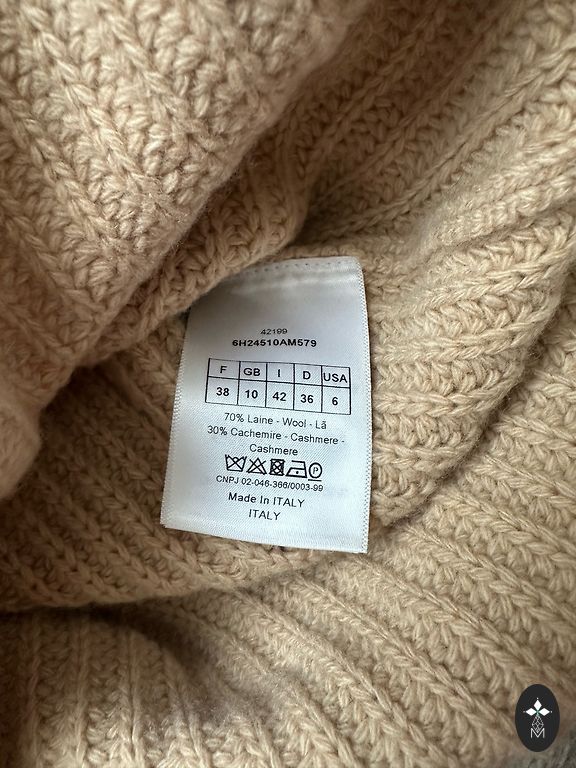 42199
6H24510AM579
F GB I D USA
38 10 42 36 6
70% Laine - Wool - Lã
30% Cachemire - Cashmere -
Cashmere
P
CNPJ 02-046-366/0003-99
Made In ITALY
ITALY